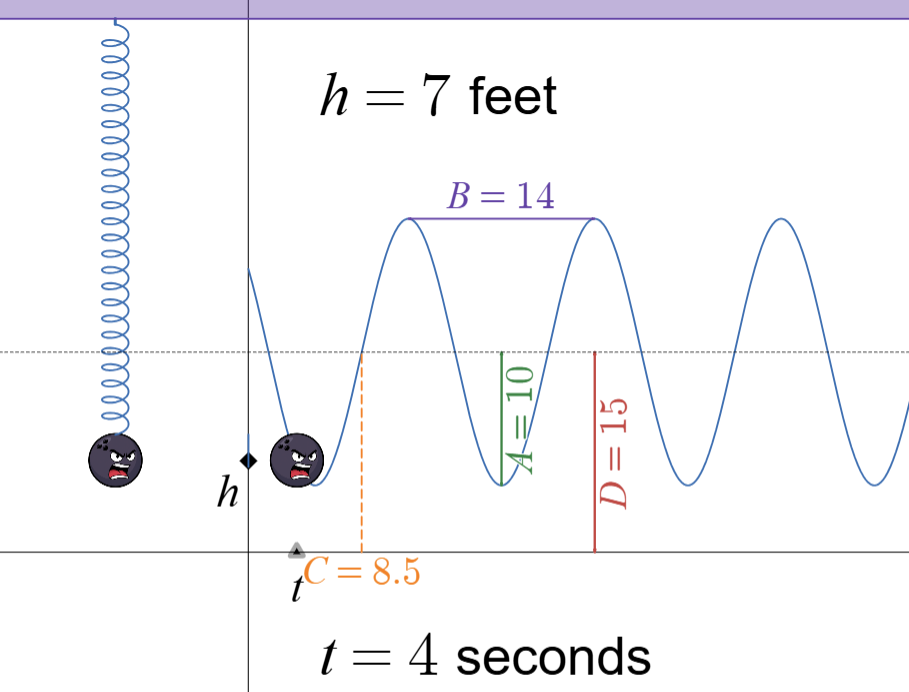 h = 7 feet
B = 14
A = 10
D = 15
h
C = 8.5
t
t = 4 seconds